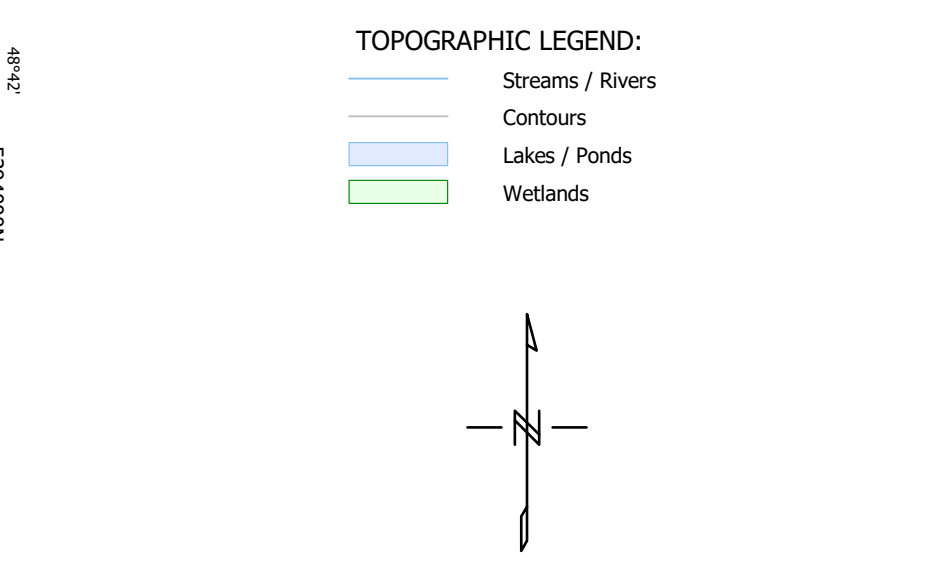 TOPOGRAPHIC LEGEND:
Streams / Rivers
Contours
Lakes / Ponds
Wetlands
48°42'
N